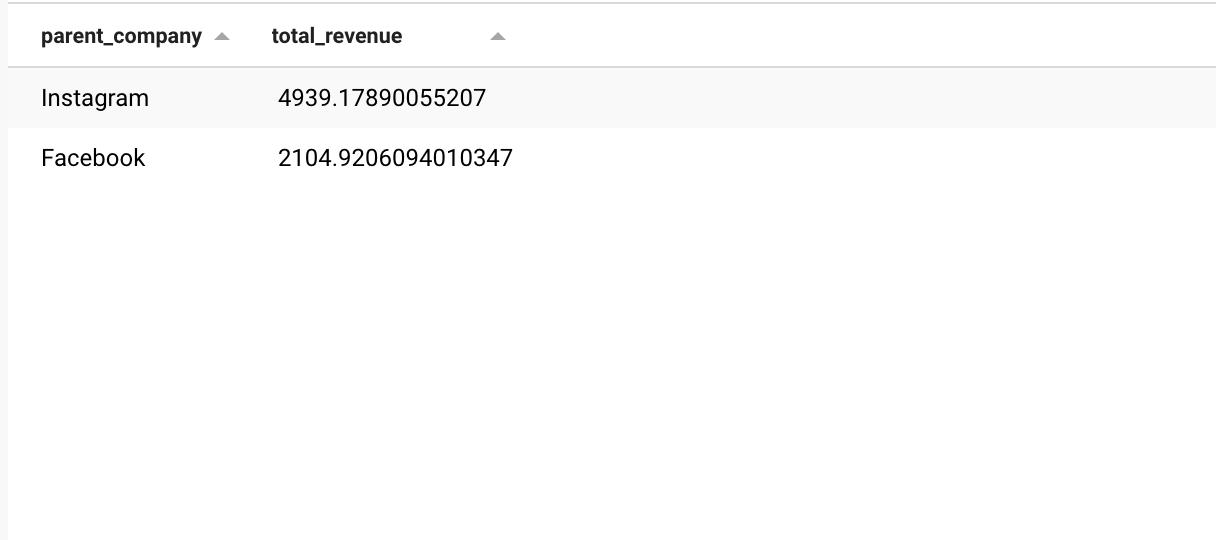 parent_company total_revenue
Instagram 4939.17890055207
Facebook 2104.9206094010347